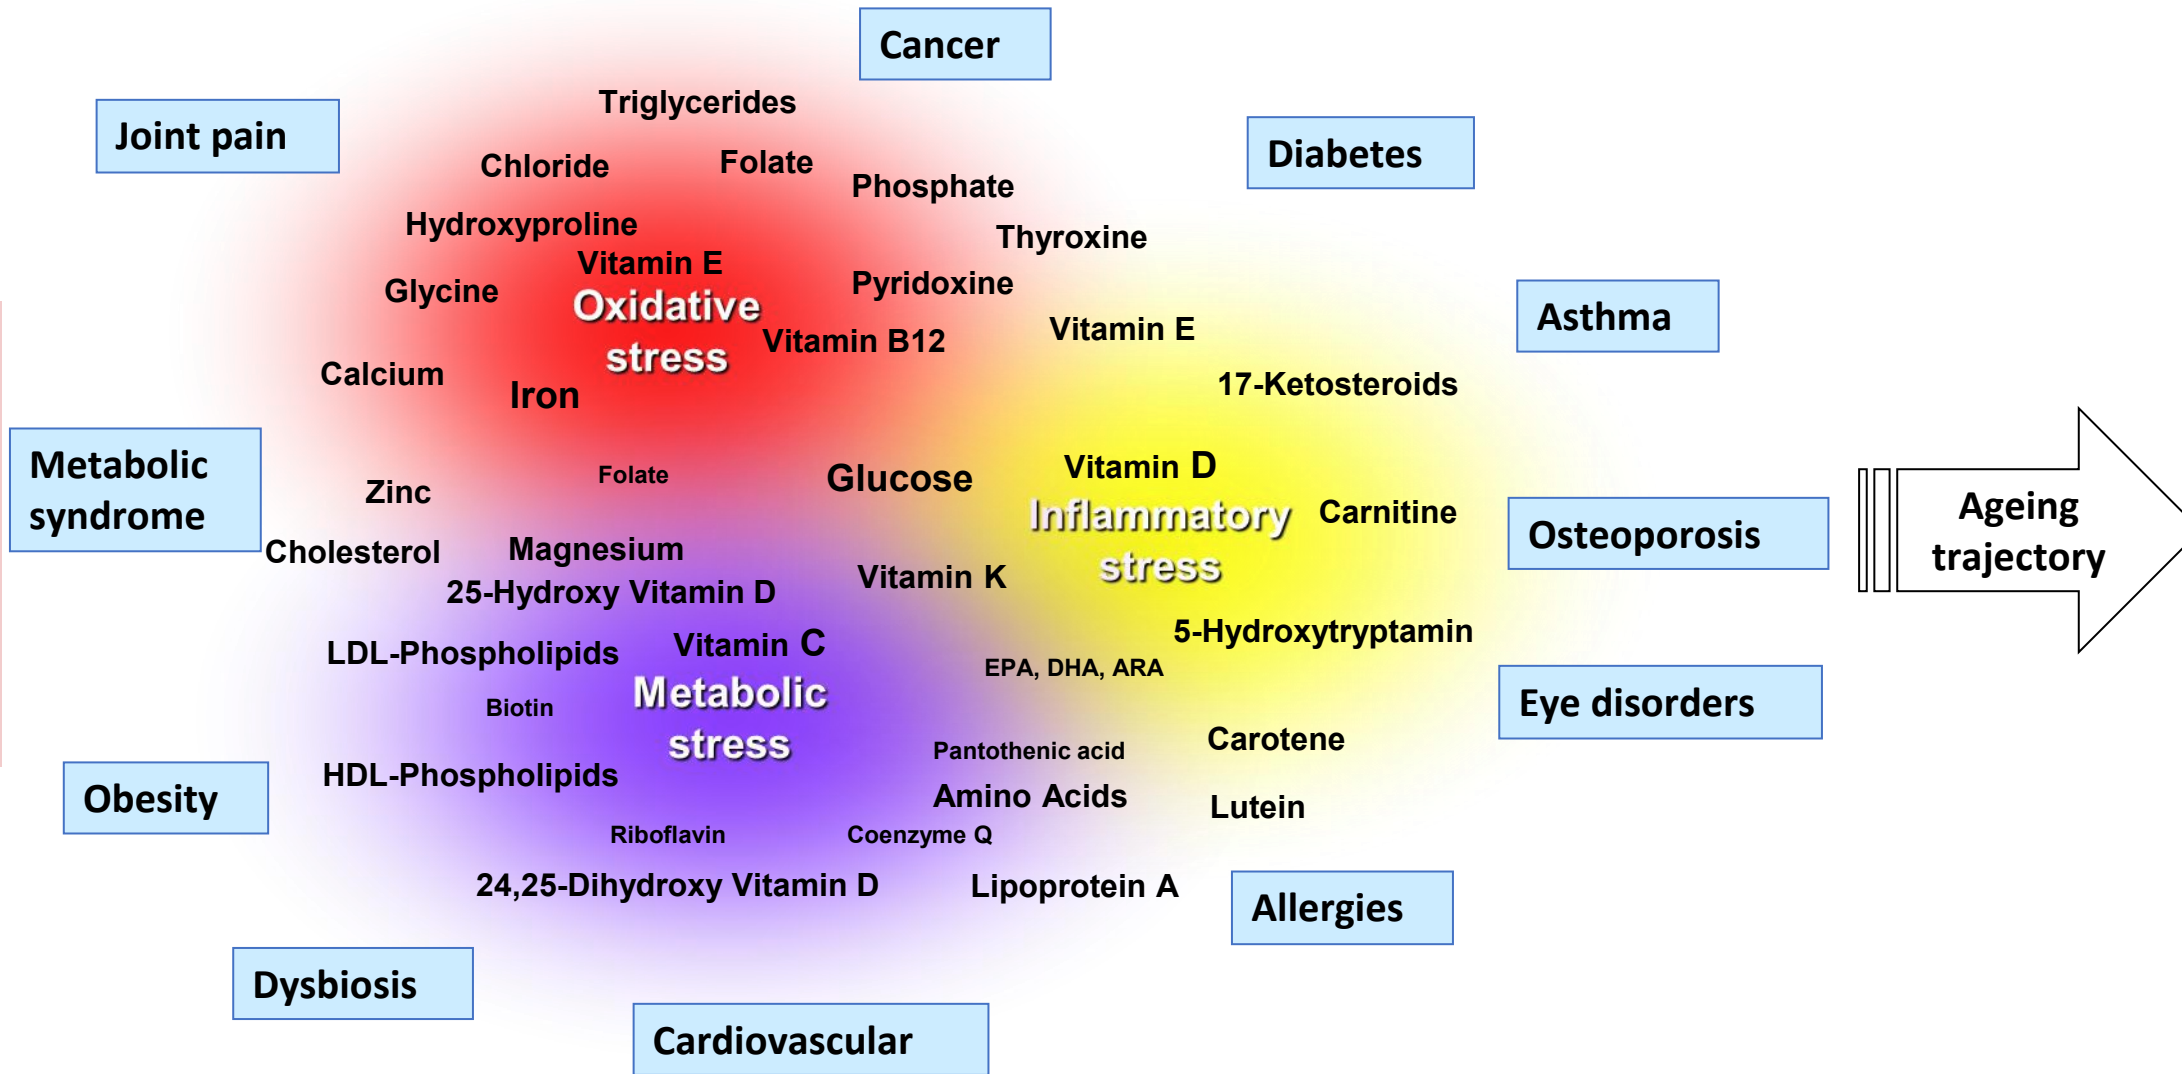 Cancer
Triglycerides
Joint pain
Diabetes
Chloride
Folate
Phosphate
Hydroxyproline
Thyroxine
Vitamin E
Glycine
Pyridoxine
Oxidative
stress
Vitamin B12
Vitamin E
Asthma
Calcium
Iron
17-Ketosteroids
Metabolic
syndrome
Zinc
Folate
Glucose
Vitamin D
Inflammatory
stress
Carnitine
Osteoporosis
Ageing
trajectory
Cholesterol
Magnesium
25-Hydroxy Vitamin D
Vitamin K
LDL-Phospholipids
Vitamin C
5-Hydroxytryptamin
EPA, DHA, ARA
Metabolic
stress
Biotin
Eye disorders
Carotene
Pantothenic acid
HDL-Phospholipids
Amino Acids
Lutein
Obesity
Riboflavin
Coenzyme Q
24,25-Dihydroxy Vitamin D
Lipoprotein A
Allergies
Dysbiosis
Cardiovascular